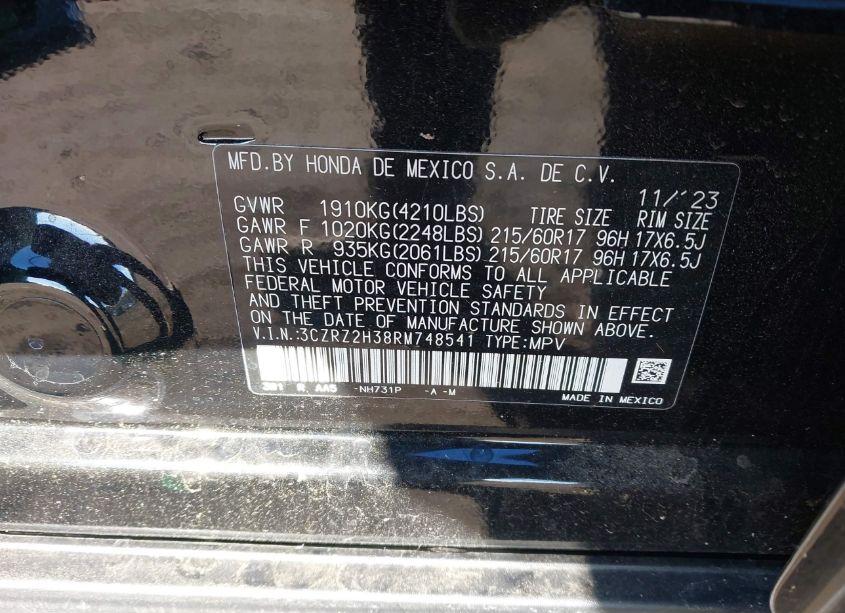 MFD.BY HONDA DE MEXICO S.A. DE C.V.
11/'23
GVWR 1910KG(4210LBS) TIRE SIZE RIM SIZE
GAWR F 1020KG(2248LBS) 215/60R17 96H 17X6.5J
GAWR R 935KG(2061LBS) 215/60R17 96H 17X6.5J
THIS VEHICLE CONFORMS TO ALL APPLICABLE
FEDERAL MOTOR VEHICLE SAFETY
AND THEFT PREVENTION STANDARDS IN EFFECT
ON THE DATE OF MANUFACTURE SHOWN ABOVE.
V.I.N.:3CZRZ2H38RM748541 TYPE:MPV
R AA5 -NH731P -A -M
MADE IN MEXICO